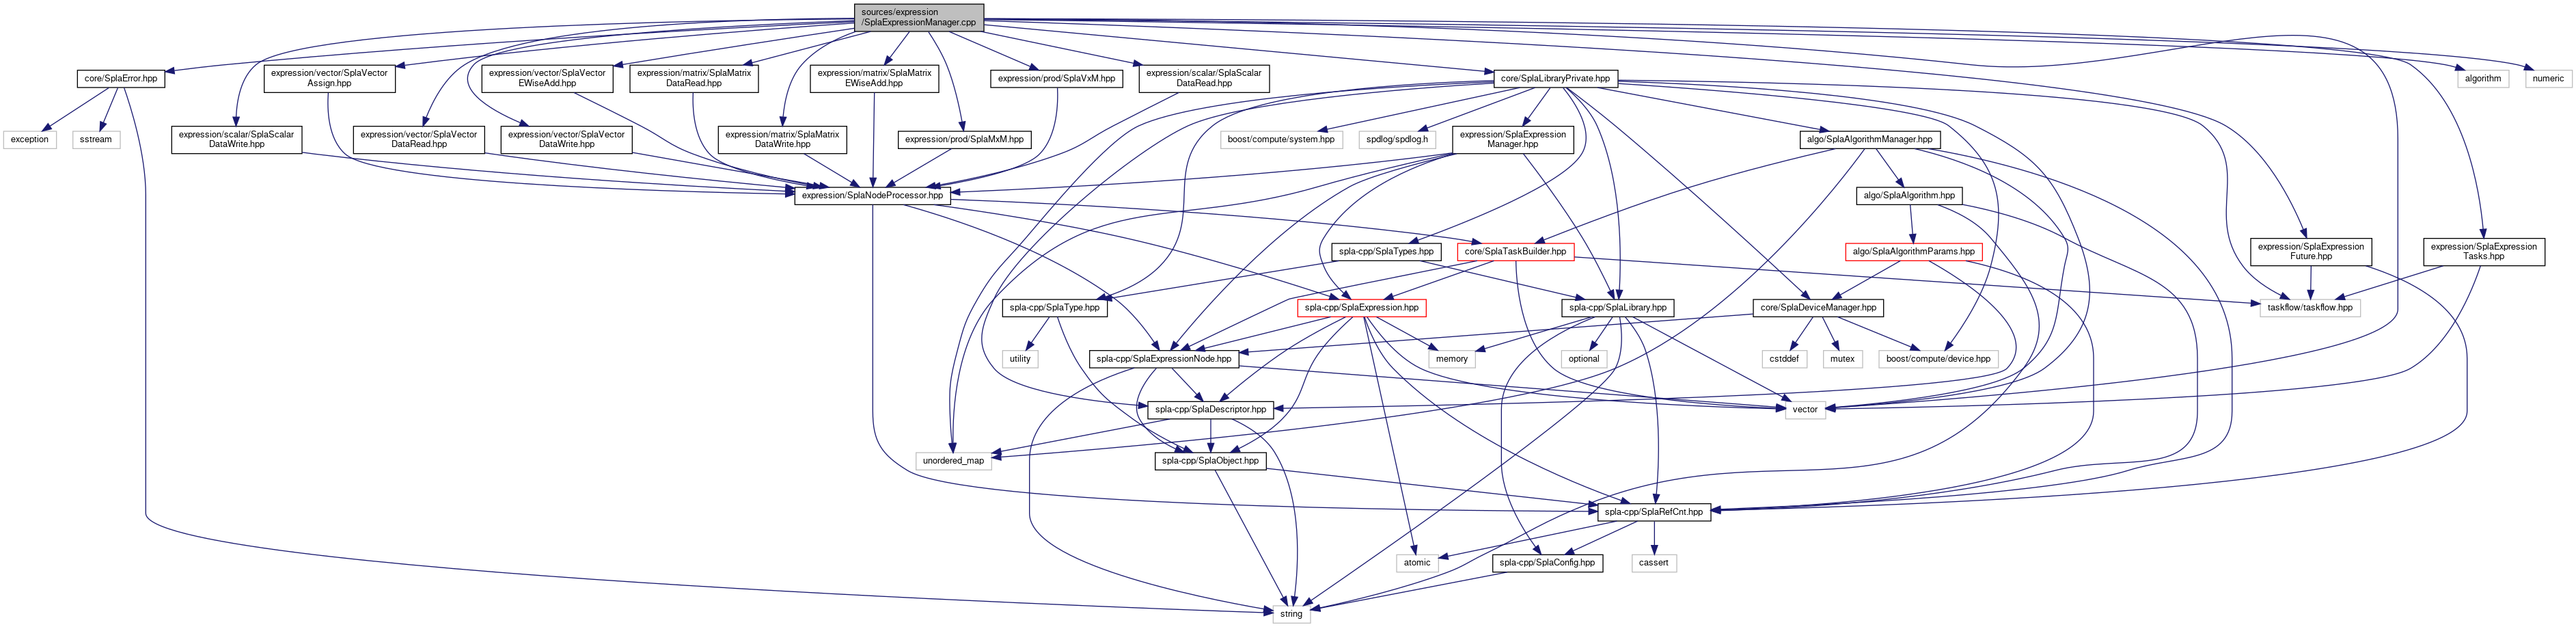 sources/expression
/SplaExpressionManager.cpp
core/SplaError.hpp
expression/vector/SplaVector
Assign.hpp
expression/vector/SplaVector
EWiseAdd.hpp
expression/matrix/SplaMatrix
DataRead.hpp
expression/matrix/SplaMatrix
EWiseAdd.hpp
expression/prod/SplaVxM.hpp
expression/scalar/SplaScalar
DataRead.hpp
core/SplaLibraryPrivate.hpp
algorithm
numeric
exception
sstream
expression/scalar/SplaScalar
DataWrite.hpp
expression/vector/SplaVector
DataRead.hpp
expression/vector/SplaVector
DataWrite.hpp
expression/matrix/SplaMatrix
DataWrite.hpp
expression/prod/SplaMxM.hpp
boost/compute/system.hpp
spdlog/spdlog.h
expression/SplaExpression
Manager.hpp
algo/SplaAlgorithmManager.hpp
expression/SplaNodeProcessor.hpp
algo/SplaAlgorithm.hpp
spla-cpp/SplaTypes.hpp
core/SplaTaskBuilder.hpp
algo/SplaAlgorithmParams.hpp
expression/SplaExpression
Future.hpp
expression/SplaExpression
Tasks.hpp
spla-cpp/SplaType.hpp
spla-cpp/SplaExpression.hpp
spla-cpp/SplaLibrary.hpp
core/SplaDeviceManager.hpp
taskflow/taskflow.hpp
utility
spla-cpp/SplaExpressionNode.hpp
memory
optional
cstddef
mutex
boost/compute/device.hpp
spla-cpp/SplaDescriptor.hpp
vector
unordered_map
spla-cpp/SplaObject.hpp
spla-cpp/SplaRefCnt.hpp
atomic
spla-cpp/SplaConfig.hpp
cassert
string